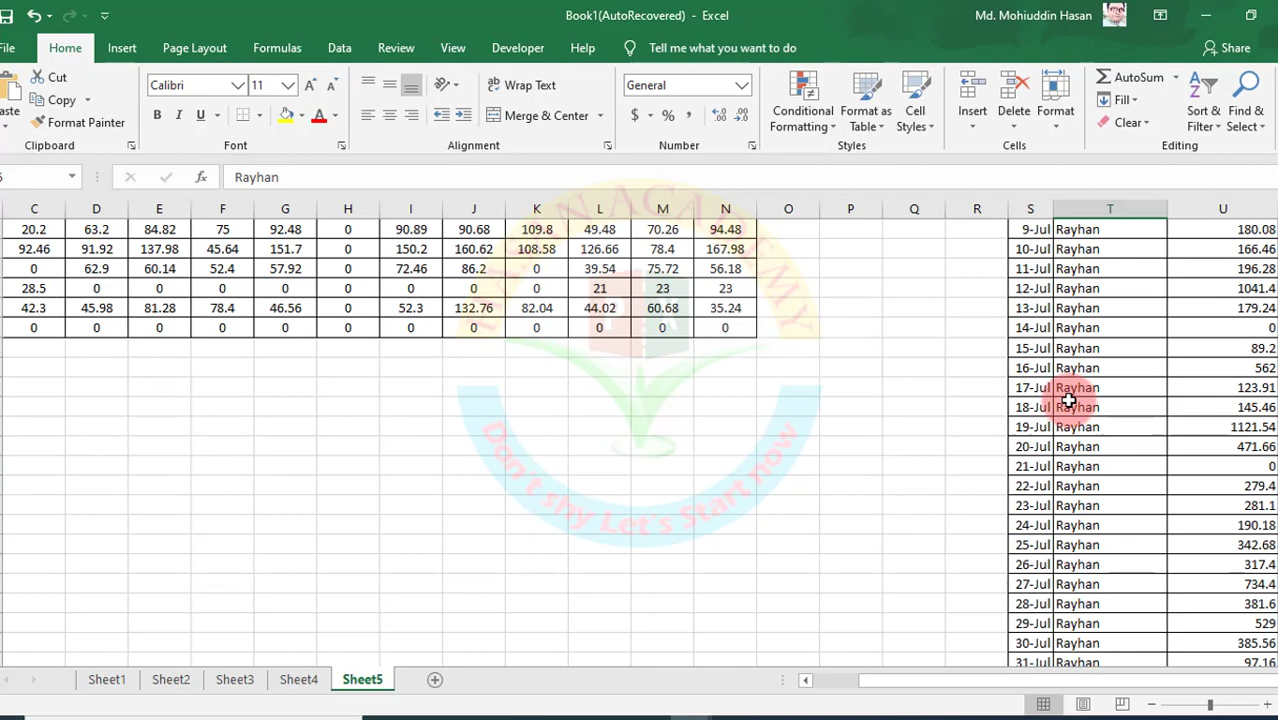 Book1(AutoRecovered) - Excel
Md. Mohiuddin Hasan
File Home Insert Page Layout Formulas Data Review View Developer Help Tell me what you want to do Share
Cut
Copy
Format Painter
Clipboard
Calibri 11
B I U A
Font
Wrap Text
Merge & Center
Alignment
General
$ % ,
Number
Conditional Formatting
Format as Table
Cell Styles
Styles
Insert
Delete
Format
Cells
AutoSum
Fill
Clear
Sort & Filter
Find & Select
Editing
fx Rayhan
C D E F G H I J K L M N O P Q R S T U
20.2 63.2 84.82 75 92.48 0 90.89 90.68 109.8 49.48 70.26 94.48 9-Jul Rayhan 180.08
92.46 91.92 137.98 45.64 151.7 0 150.2 160.62 108.58 126.66 78.4 167.98 10-Jul Rayhan 166.46
0 62.9 60.14 52.4 57.92 0 72.46 86.2 0 39.54 75.72 56.18 11-Jul Rayhan 196.28
28.5 0 0 0 0 0 0 0 0 21 23 23 12-Jul Rayhan 1041.4
42.3 45.98 81.28 78.4 46.56 0 52.3 132.76 82.04 44.02 60.68 35.24 13-Jul Rayhan 179.24
0 0 0 0 0 0 0 0 0 0 0 0 14-Jul Rayhan 0
15-Jul Rayhan 89.2
16-Jul Rayhan 562
17-Jul Rayhan 123.91
18-Jul Rayhan 145.46
19-Jul Rayhan 1121.54
20-Jul Rayhan 471.66
21-Jul Rayhan 0
22-Jul Rayhan 279.4
23-Jul Rayhan 281.1
24-Jul Rayhan 190.18
25-Jul Rayhan 342.68
26-Jul Rayhan 317.4
27-Jul Rayhan 734.4
28-Jul Rayhan 381.6
29-Jul Rayhan 529
30-Jul Rayhan 385.56
31-Jul Rayhan 97.16
HASAN ACADEMY
Don't shy Let's Start now
Sheet1 Sheet2 Sheet3 Sheet4 Sheet5